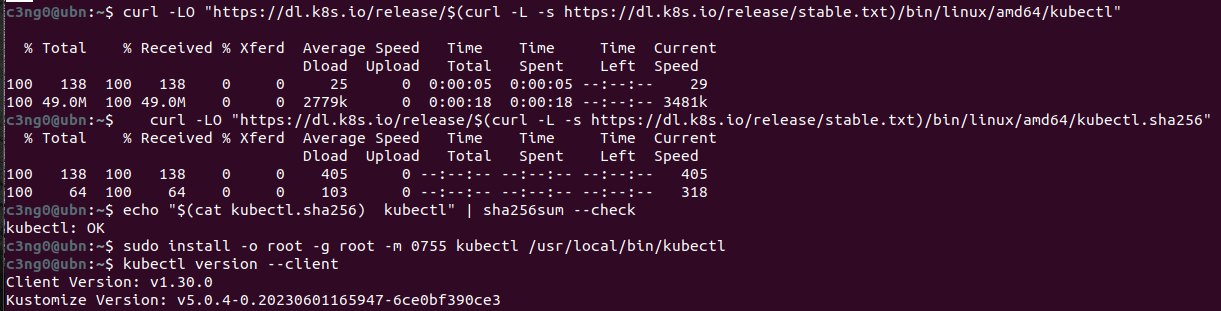 c3ng0@ubn:~$ curl -LO "https://dl.k8s.io/release/$(curl -L -s https://dl.k8s.io/release/stable.txt)/bin/linux/amd64/kubectl"
% Total % Received % Xferd Average Speed Time Time Time Current
Dload Upload Total Spent Left Speed
100 138 100 138 0 0 25 0 0:00:05 0:00:05 --:--:-- 29
100 49.0M 100 49.0M 0 0 2779k 0 0:00:18 0:00:18 --:--:-- 3481k
c3ng0@ubn:~$ curl -LO "https://dl.k8s.io/release/$(curl -L -s https://dl.k8s.io/release/stable.txt)/bin/linux/amd64/kubectl.sha256"
% Total % Received % Xferd Average Speed Time Time Time Current
Dload Upload Total Spent Left Speed
100 138 100 138 0 0 405 0 --:--:-- --:--:-- --:--:-- 405
100 64 100 64 0 0 103 0 --:--:-- --:--:-- --:--:-- 318
c3ng0@ubn:~$ echo "$(cat kubectl.sha256)  kubectl" | sha256sum --check
kubectl: OK
c3ng0@ubn:~$ sudo install -o root -g root -m 0755 kubectl /usr/local/bin/kubectl
c3ng0@ubn:~$ kubectl version --client
Client Version: v1.30.0
Kustomize Version: v5.0.4-0.20230601165947-6ce0bf390ce3